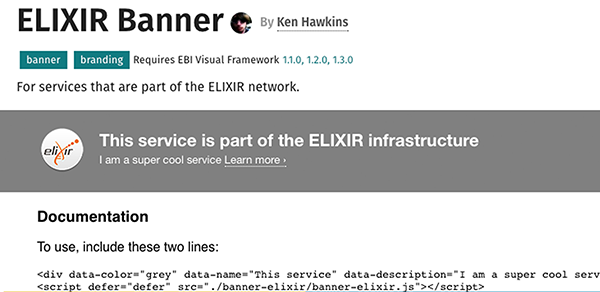 ELIXIR Banner By Ken Hawkins
banner branding Requires EBI Visual Framework 1.1.0, 1.2.0, 1.3.0
For services that are part of the ELIXIR network.
elixir
This service is part of the ELIXIR infrastructure
I am a super cool service Learn more ›
Documentation
To use, include these two lines:
<div data-color="grey" data-name="This service" data-description="I am a super cool serv
<script defer="defer" src="./banner-elixir/banner-elixir.js"></script>